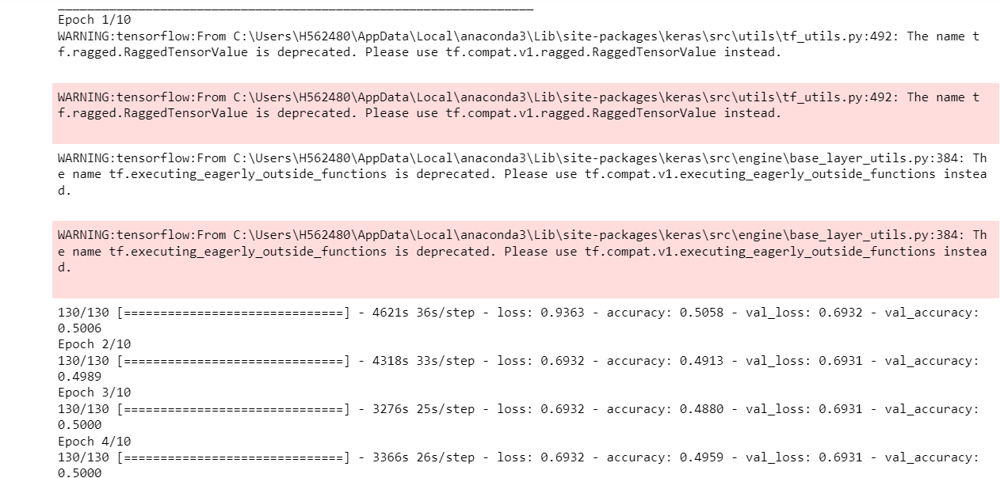 Epoch 1/10
WARNING:tensorflow:From C:\Users\H562480\AppData\Local\anaconda3\Lib\site-packages\keras\src\utils\tf_utils.py:492: The name t
f.ragged.RaggedTensorValue is deprecated. Please use tf.compat.v1.ragged.RaggedTensorValue instead.
WARNING:tensorflow:From C:\Users\H562480\AppData\Local\anaconda3\Lib\site-packages\keras\src\utils\tf_utils.py:492: The name t
f.ragged.RaggedTensorValue is deprecated. Please use tf.compat.v1.ragged.RaggedTensorValue instead.
WARNING:tensorflow:From C:\Users\H562480\AppData\Local\anaconda3\Lib\site-packages\keras\src\engine\base_layer_utils.py:384: Th
e name tf.executing_eagerly_outside_functions is deprecated. Please use tf.compat.v1.executing_eagerly_outside_functions instea
d.
WARNING:tensorflow:From C:\Users\H562480\AppData\Local\anaconda3\Lib\site-packages\keras\src\engine\base_layer_utils.py:384: Th
e name tf.executing_eagerly_outside_functions is deprecated. Please use tf.compat.v1.executing_eagerly_outside_functions instea
d.
130/130 [==============================] - 4621s 36s/step - loss: 0.9363 - accuracy: 0.5058 - val_loss: 0.6932 - val_accuracy:
0.5006
Epoch 2/10
130/130 [==============================] - 4318s 33s/step - loss: 0.6932 - accuracy: 0.4913 - val_loss: 0.6931 - val_accuracy:
0.4989
Epoch 3/10
130/130 [==============================] - 3276s 25s/step - loss: 0.6932 - accuracy: 0.4880 - val_loss: 0.6931 - val_accuracy:
0.5000
Epoch 4/10
130/130 [==============================] - 3366s 26s/step - loss: 0.6932 - accuracy: 0.4959 - val_loss: 0.6931 - val_accuracy:
0.5000